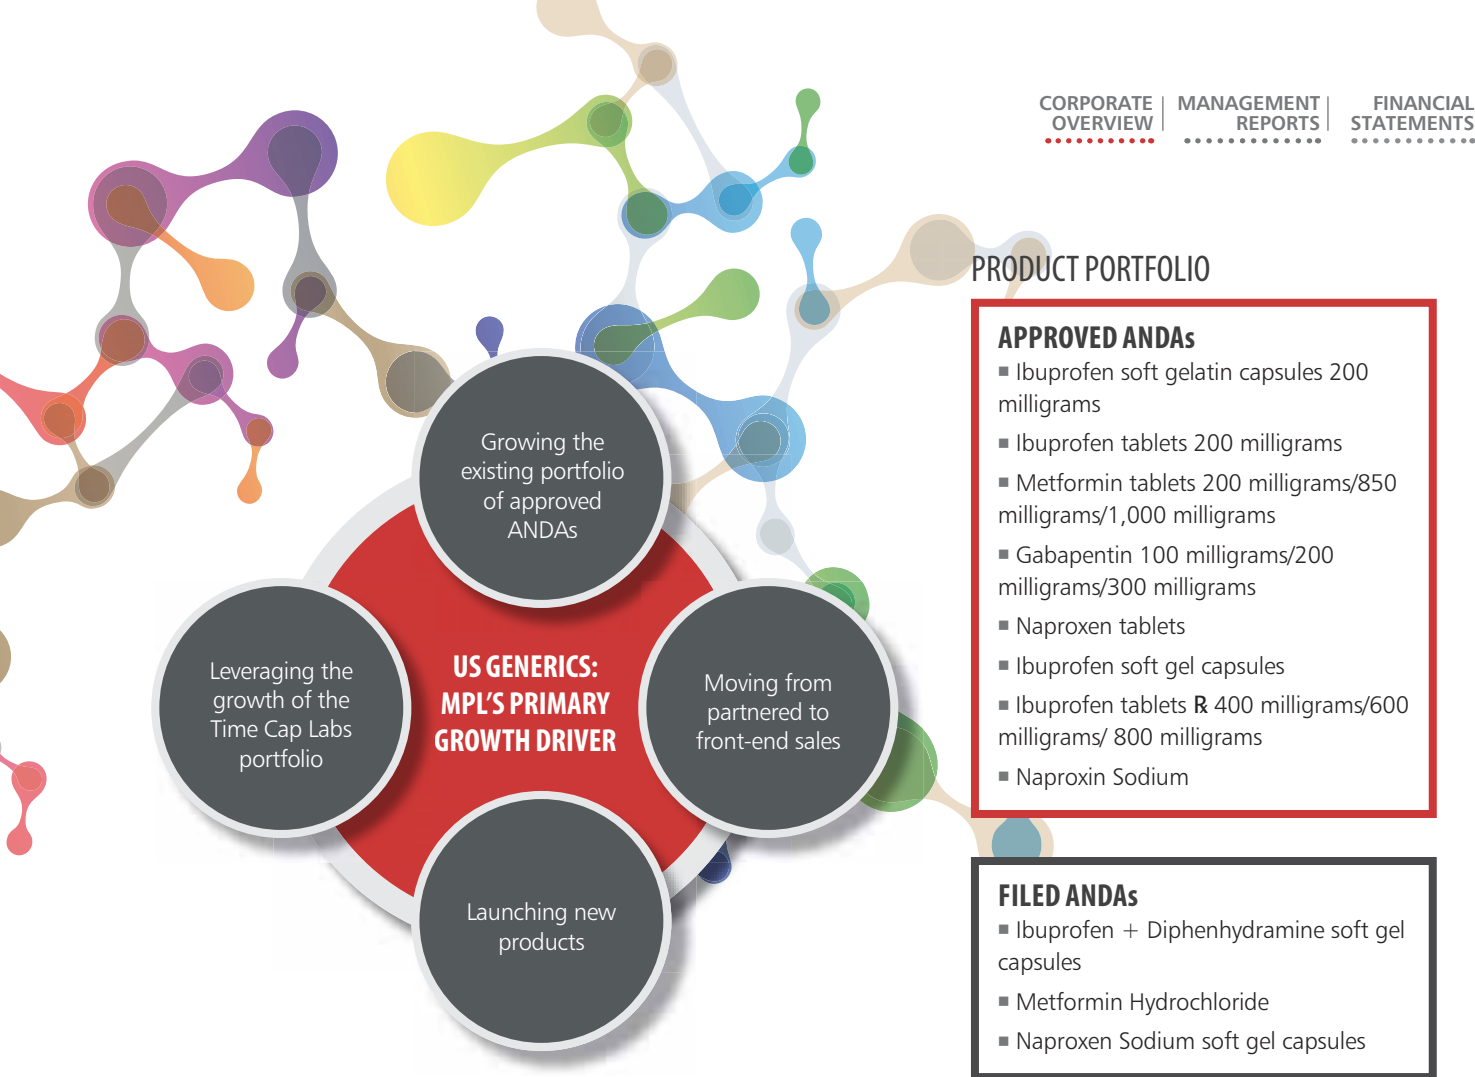 CORPORATE OVERVIEW
MANAGEMENT REPORTS
FINANCIAL STATEMENTS
Growing the
existing portfolio
of approved
ANDAs
Leveraging the
growth of the
Time Cap Labs
portfolio
US GENERICS:
MPL'S PRIMARY
GROWTH DRIVER
Moving from
partnered to
front-end sales
Launching new
products
PRODUCT PORTFOLIO
APPROVED ANDAs
■ Ibuprofen soft gelatin capsules 200
milligrams
■ Ibuprofen tablets 200 milligrams
■ Metformin tablets 200 milligrams/850
milligrams/1,000 milligrams
■ Gabapentin 100 milligrams/200
milligrams/300 milligrams
■ Naproxen tablets
■ Ibuprofen soft gel capsules
■ Ibuprofen tablets ℞ 400 milligrams/600
milligrams/ 800 milligrams
■ Naproxin Sodium
FILED ANDAs
■ Ibuprofen + Diphenhydramine soft gel
capsules
■ Metformin Hydrochloride
■ Naproxen Sodium soft gel capsules